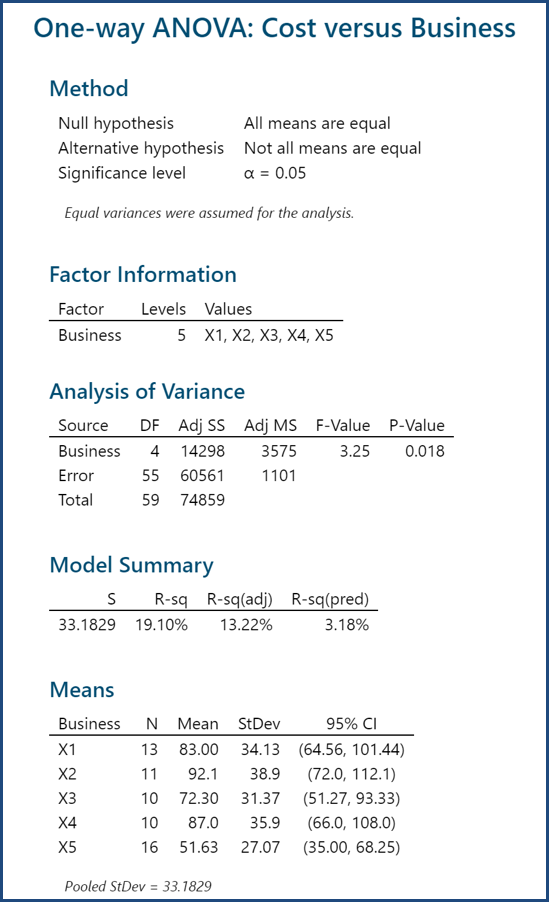 One-way ANOVA: Cost versus Business
Method
Null hypothesis All means are equal
Alternative hypothesis Not all means are equal
Significance level α = 0.05
Equal variances were assumed for the analysis.
Factor Information
Factor Levels Values
Business 5 X1, X2, X3, X4, X5
Analysis of Variance
Source DF Adj SS Adj MS F-Value P-Value
Business 4 14298 3575 3.25 0.018
Error 55 60561 1101
Total 59 74859
Model Summary
S R-sq R-sq(adj) R-sq(pred)
33.1829 19.10% 13.22% 3.18%
Means
Business N Mean StDev 95% CI
X1 13 83.00 34.13 (64.56, 101.44)
X2 11 92.1 38.9 (72.0, 112.1)
X3 10 72.30 31.37 (51.27, 93.33)
X4 10 87.0 35.9 (66.0, 108.0)
X5 16 51.63 27.07 (35.00, 68.25)
Pooled StDev = 33.1829